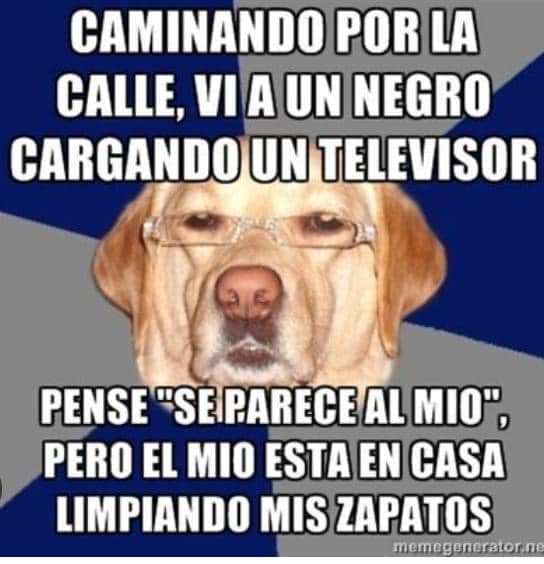 CAMINANDO POR LA
CALLE, VI A UN NEGRO
CARGANDO UN TELEVISOR
PENSE "SE PARECE AL MIO",
PERO EL MIO ESTA EN CASA
LIMPIANDO MIS ZAPATOS
memegenerator.ne